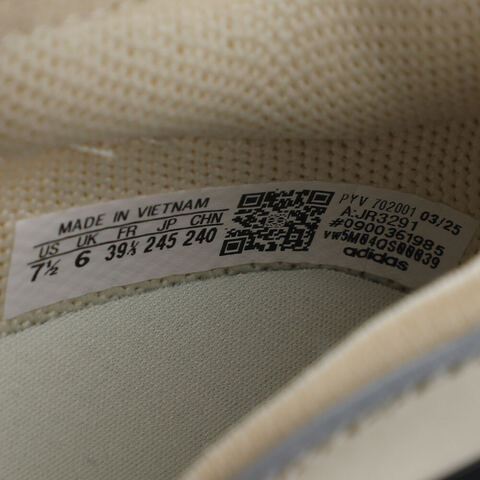 MADE IN VIETNAM
US UK FR JP CHN
7½ 6 39⅓ 245 240
PYV 702001 03/25
A:JR3291
#0900361985
VW5M04QS00039
adidas